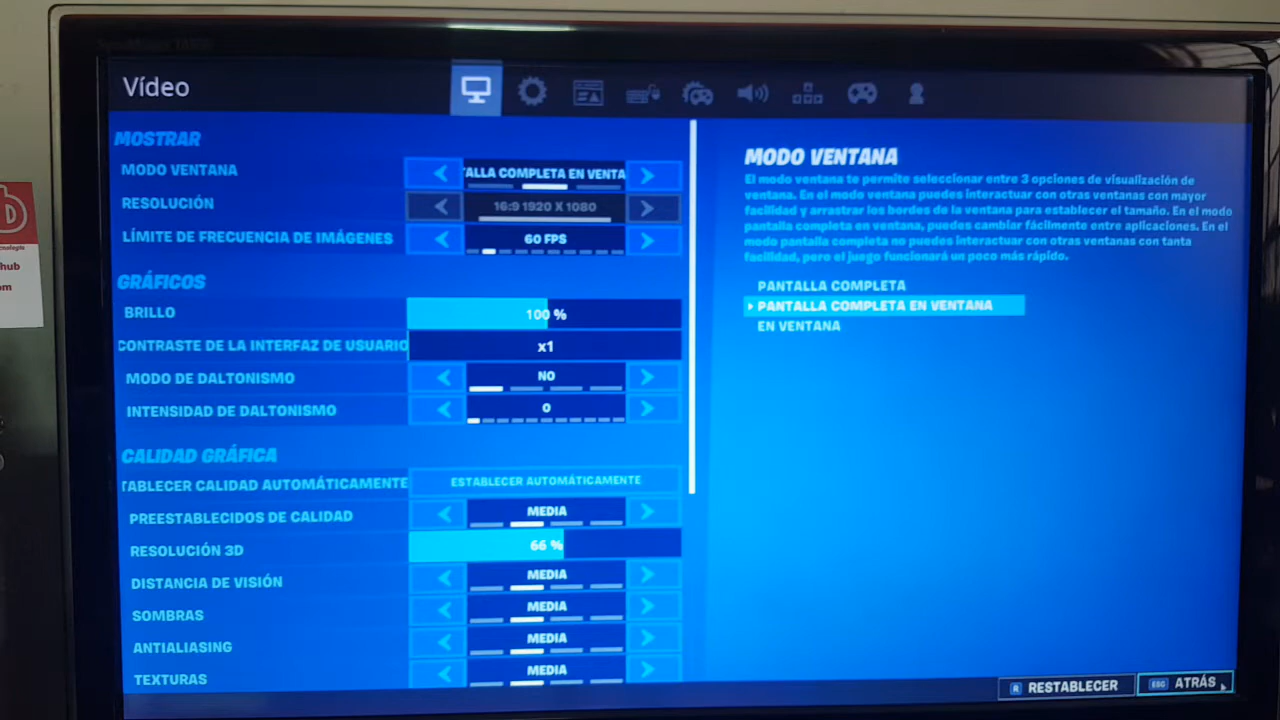 Vídeo
MOSTRAR
MODO VENTANA
TALLA COMPLETA EN VENTA
RESOLUCIÓN
16:9 1920 X 1080
LÍMITE DE FRECUENCIA DE IMÁGENES
60 FPS
GRÁFICOS
BRILLO
100 %
CONTRASTE DE LA INTERFAZ DE USUARIO
x1
MODO DE DALTONISMO
NO
INTENSIDAD DE DALTONISMO
0
CALIDAD GRÁFICA
TABLECER CALIDAD AUTOMÁTICAMENTE
ESTABLECER AUTOMÁTICAMENTE
PREESTABLECIDOS DE CALIDAD
MEDIA
RESOLUCIÓN 3D
66 %
DISTANCIA DE VISIÓN
MEDIA
SOMBRAS
MEDIA
ANTIALIASING
MEDIA
TEXTURAS
MEDIA
MODO VENTANA
El modo ventana te permite seleccionar entre 3 opciones de visualización de
ventana. En el modo ventana puedes interactuar con otras ventanas con mayor
facilidad y arrastrar los bordes de la ventana para establecer el tamaño. En el modo
pantalla completa en ventana, puedes cambiar fácilmente entre aplicaciones. En el
modo pantalla completa no puedes interactuar con otras ventanas con tanta
facilidad, pero el juego funcionará un poco más rápido.
PANTALLA COMPLETA
PANTALLA COMPLETA EN VENTANA
EN VENTANA
R RESTABLECER
ESC ATRÁS
D
hub
om